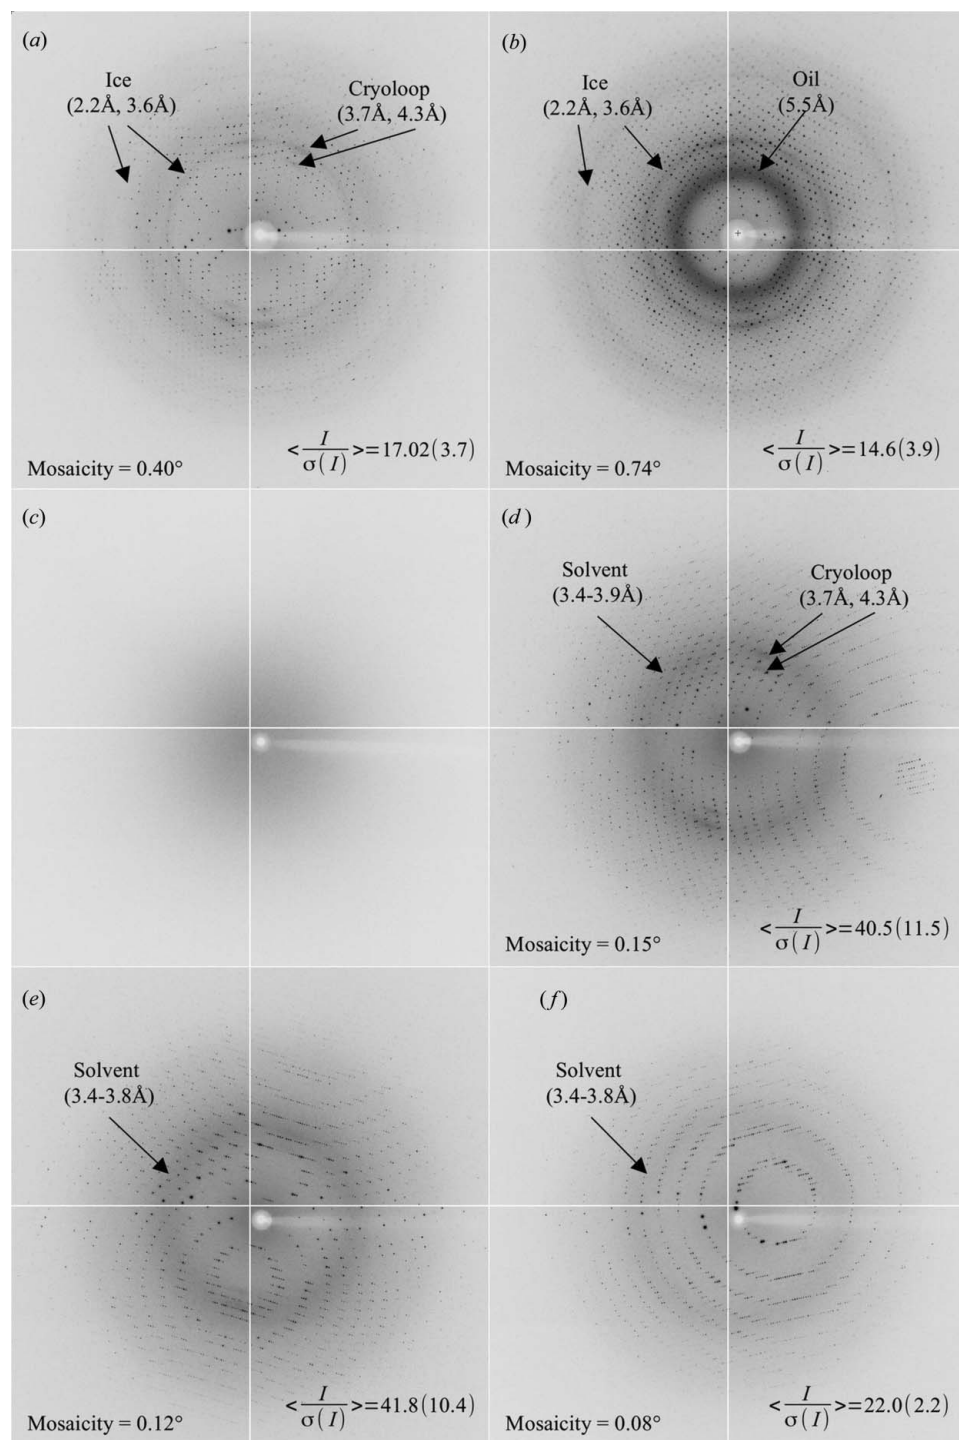 (a)
Ice
(2.2Å, 3.6Å)
Cryoloop
(3.7Å, 4.3Å)
Mosaicity = 0.40°
<I/σ(I)>=17.02(3.7)
(b)
Ice
(2.2Å, 3.6Å)
Oil
(5.5Å)
Mosaicity = 0.74°
<I/σ(I)>=14.6(3.9)
(c)
(d)
Solvent
(3.4-3.9Å)
Cryoloop
(3.7Å, 4.3Å)
Mosaicity = 0.15°
<I/σ(I)>=40.5(11.5)
(e)
Solvent
(3.4-3.8Å)
Mosaicity = 0.12°
<I/σ(I)>=41.8(10.4)
(f)
Solvent
(3.4-3.8Å)
Mosaicity = 0.08°
<I/σ(I)>=22.0(2.2)